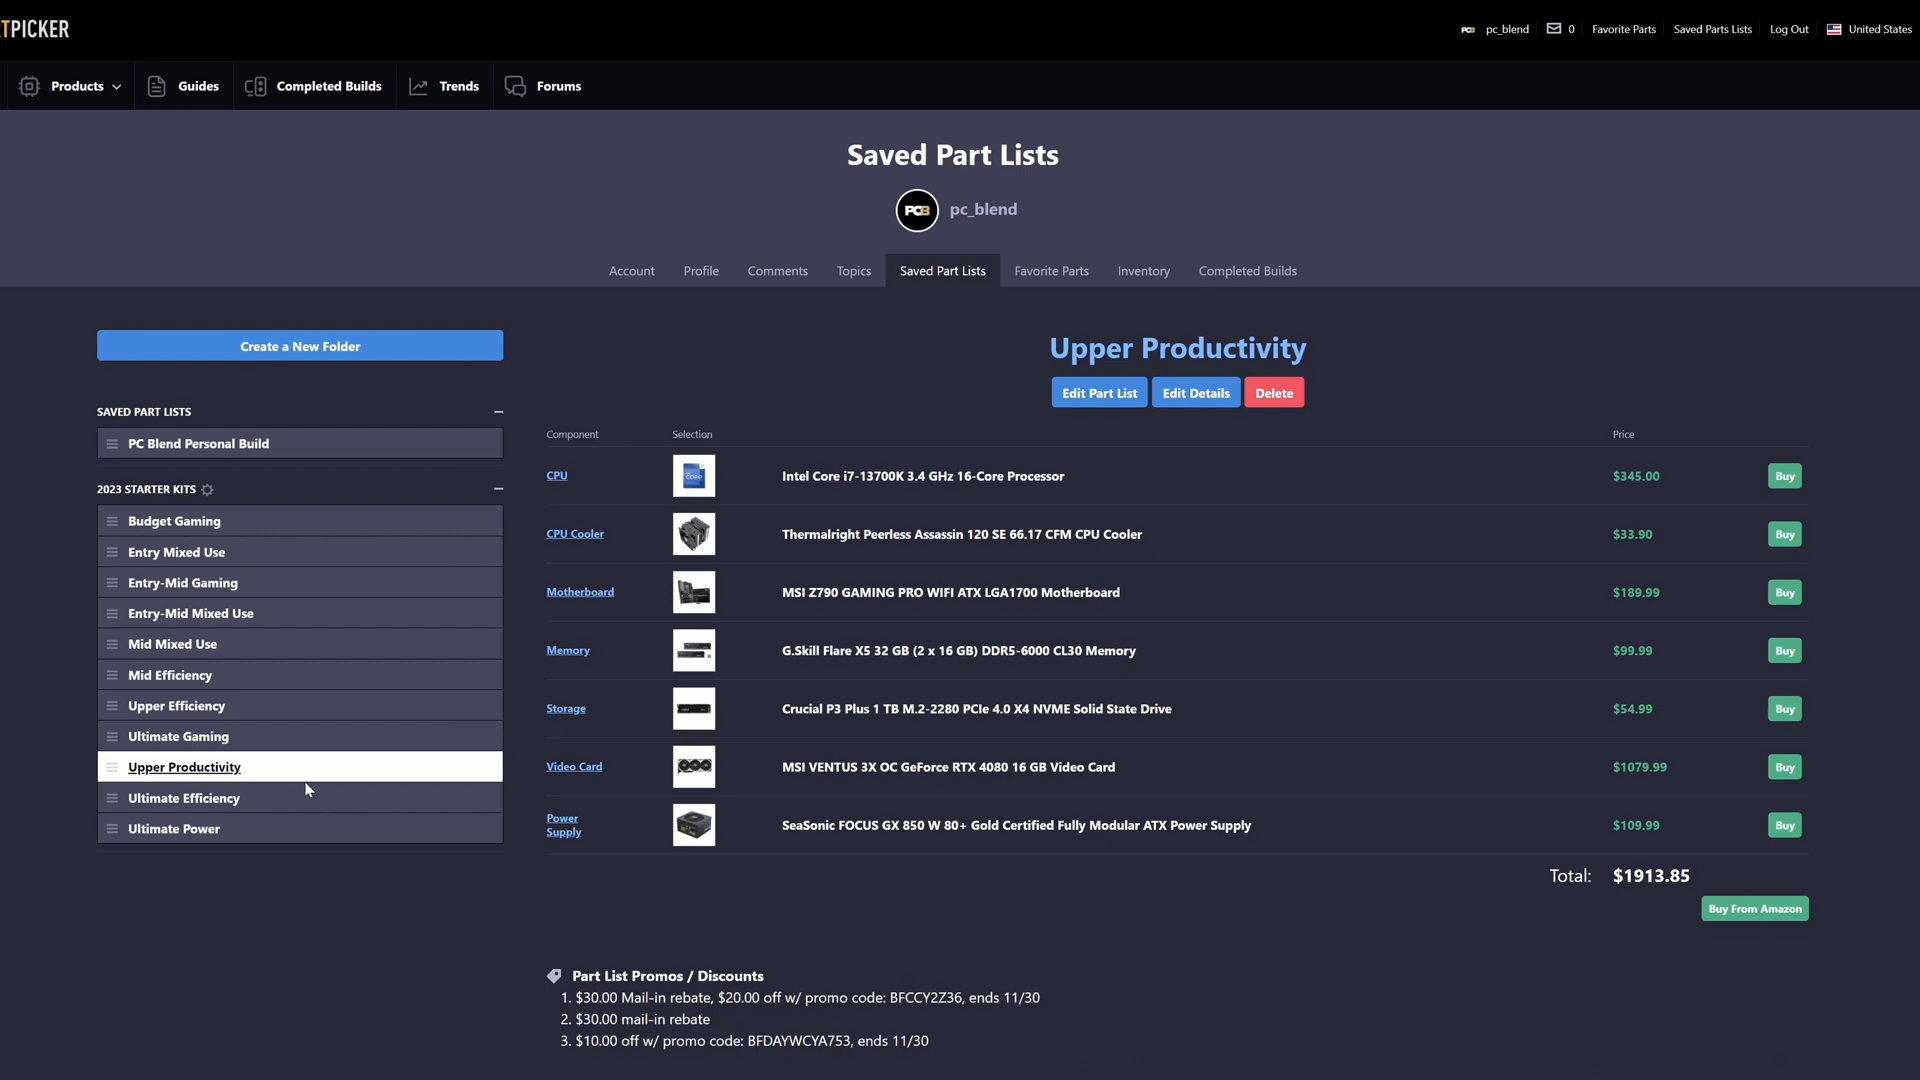 TPICKER
PCB pc_blend 0 Favorite Parts Saved Parts Lists Log Out United States
Products Guides Completed Builds Trends Forums
Saved Part Lists
PCB pc_blend
Account Profile Comments Topics Saved Part Lists Favorite Parts Inventory Completed Builds
Create a New Folder
SAVED PART LISTS
PC Blend Personal Build
2023 STARTER KITS
Budget Gaming
Entry Mixed Use
Entry-Mid Gaming
Entry-Mid Mixed Use
Mid Mixed Use
Mid Efficiency
Upper Efficiency
Ultimate Gaming
Upper Productivity
Ultimate Efficiency
Ultimate Power
Upper Productivity
Edit Part List Edit Details Delete
Component Selection Price
CPU Intel Core i7-13700K 3.4 GHz 16-Core Processor $345.00 Buy
CPU Cooler Thermalright Peerless Assassin 120 SE 66.17 CFM CPU Cooler $33.90 Buy
Motherboard MSI Z790 GAMING PRO WIFI ATX LGA1700 Motherboard $189.99 Buy
Memory G.Skill Flare X5 32 GB (2 x 16 GB) DDR5-6000 CL30 Memory $99.99 Buy
Storage Crucial P3 Plus 1 TB M.2-2280 PCIe 4.0 X4 NVME Solid State Drive $54.99 Buy
Video Card MSI VENTUS 3X OC GeForce RTX 4080 16 GB Video Card $1079.99 Buy
Power
Supply SeaSonic FOCUS GX 850 W 80+ Gold Certified Fully Modular ATX Power Supply $109.99 Buy
Total: $1913.85
Buy From Amazon
Part List Promos / Discounts
1. $30.00 Mail-in rebate, $20.00 off w/ promo code: BFCCY2Z36, ends 11/30
2. $30.00 mail-in rebate
3. $10.00 off w/ promo code: BFDAYWCYA753, ends 11/30